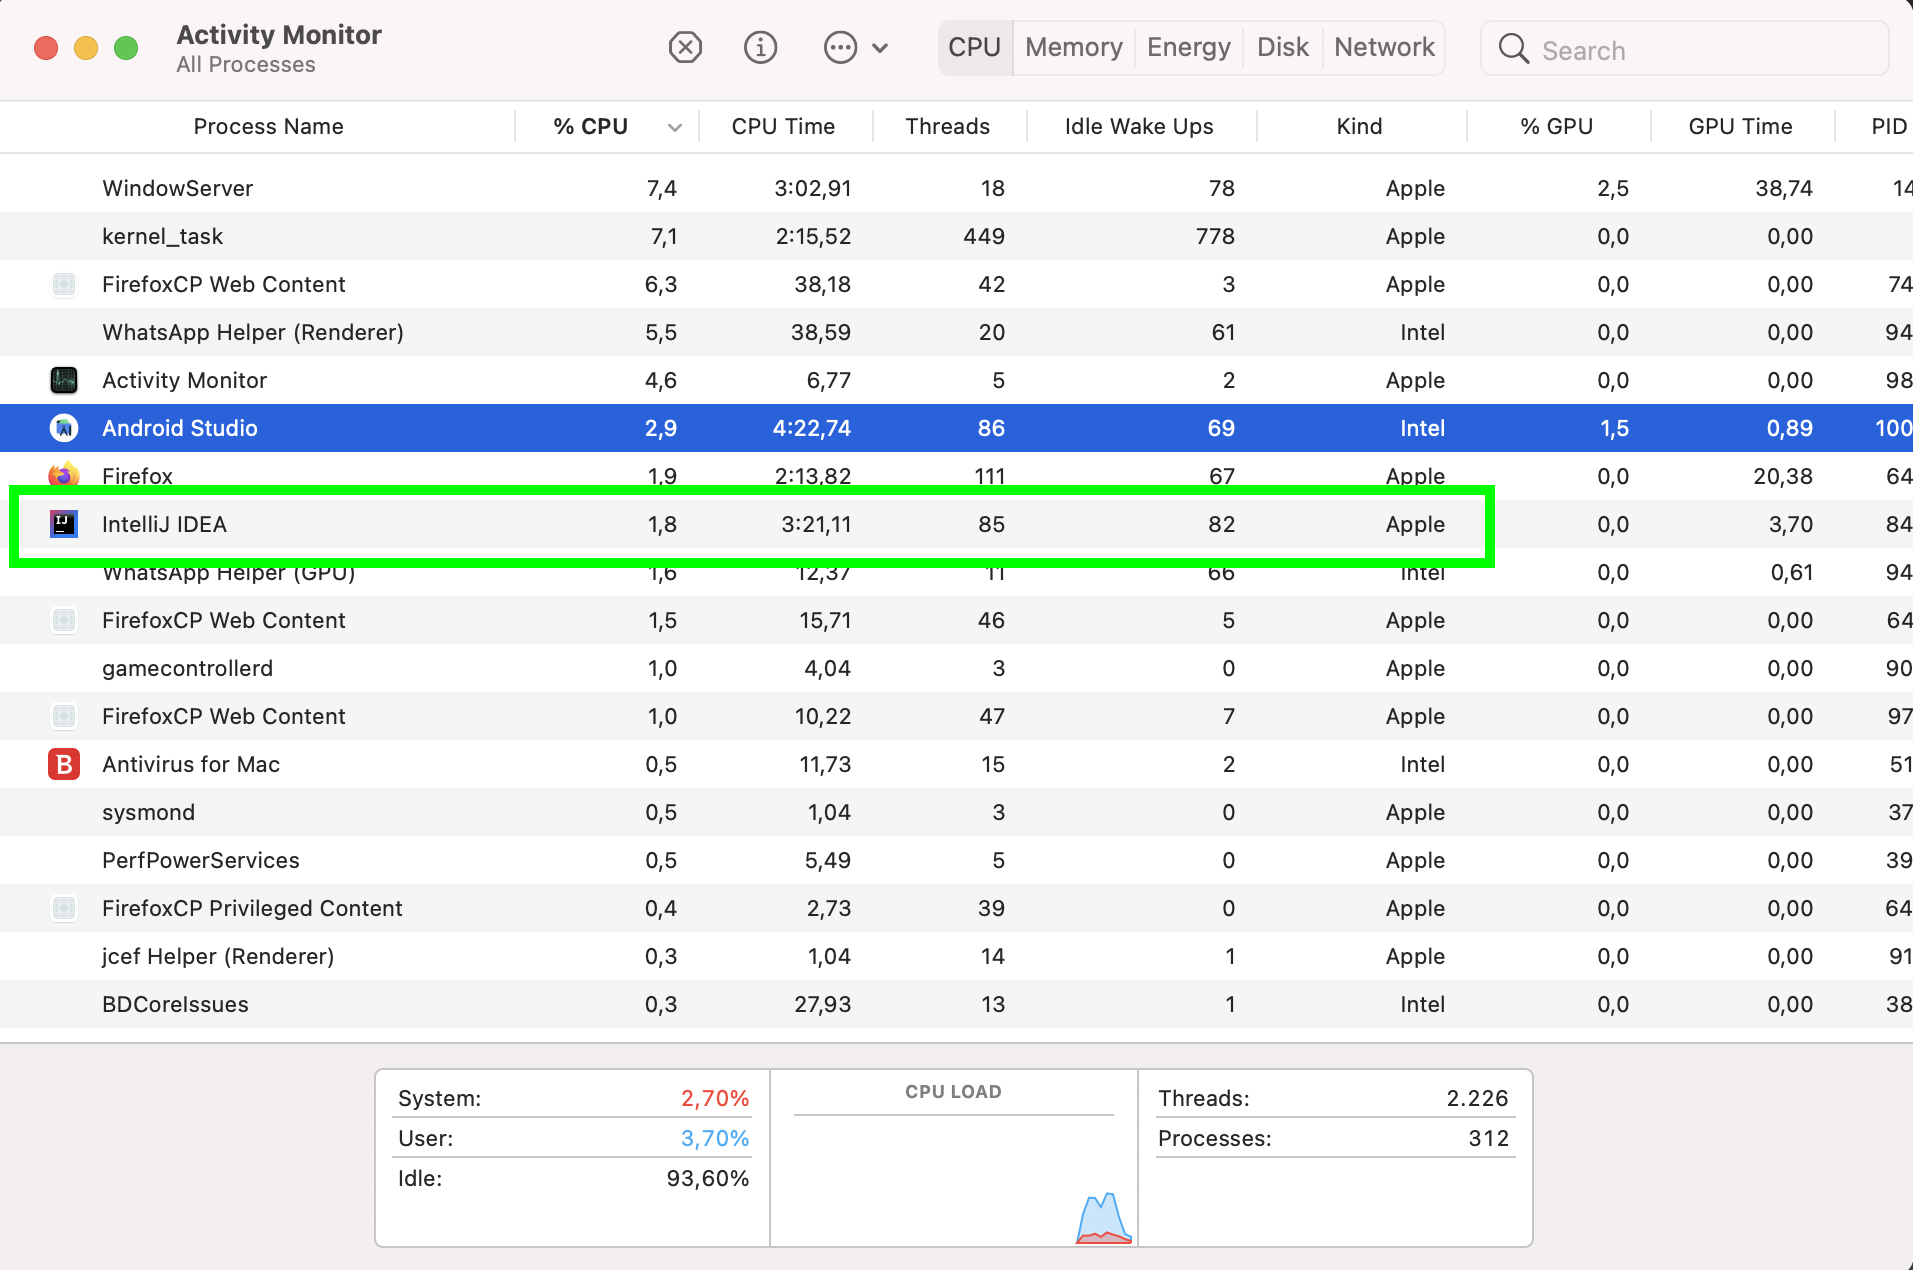 Activity Monitor
All Processes
CPU Memory Energy Disk Network Search
Process Name % CPU CPU Time Threads Idle Wake Ups Kind % GPU GPU Time PID
WindowServer 7,4 3:02,91 18 78 Apple 2,5 38,74 14
kernel_task 7,1 2:15,52 449 778 Apple 0,0 0,00
FirefoxCP Web Content 6,3 38,18 42 3 Apple 0,0 0,00 74
WhatsApp Helper (Renderer) 5,5 38,59 20 61 Intel 0,0 0,00 94
Activity Monitor 4,6 6,77 5 2 Apple 0,0 0,00 98
Android Studio 2,9 4:22,74 86 69 Intel 1,5 0,89 100
Firefox 1,9 2:13,82 111 67 Apple 0,0 20,38 64
IJ IntelliJ IDEA 1,8 3:21,11 85 82 Apple 0,0 3,70 84
WhatsApp Helper (GPU) 1,6 12,37 11 66 Intel 0,0 0,61 94
FirefoxCP Web Content 1,5 15,71 46 5 Apple 0,0 0,00 64
gamecontrollerd 1,0 4,04 3 0 Apple 0,0 0,00 90
FirefoxCP Web Content 1,0 10,22 47 7 Apple 0,0 0,00 97
B Antivirus for Mac 0,5 11,73 15 2 Intel 0,0 0,00 51
sysmond 0,5 1,04 3 0 Apple 0,0 0,00 37
PerfPowerServices 0,5 5,49 5 0 Apple 0,0 0,00 39
FirefoxCP Privileged Content 0,4 2,73 39 0 Apple 0,0 0,00 64
jcef Helper (Renderer) 0,3 1,04 14 1 Apple 0,0 0,00 91
BDCoreIssues 0,3 27,93 13 1 Intel 0,0 0,00 38
System: 2,70%
User: 3,70%
Idle: 93,60%
CPU LOAD
Threads: 2.226
Processes: 312